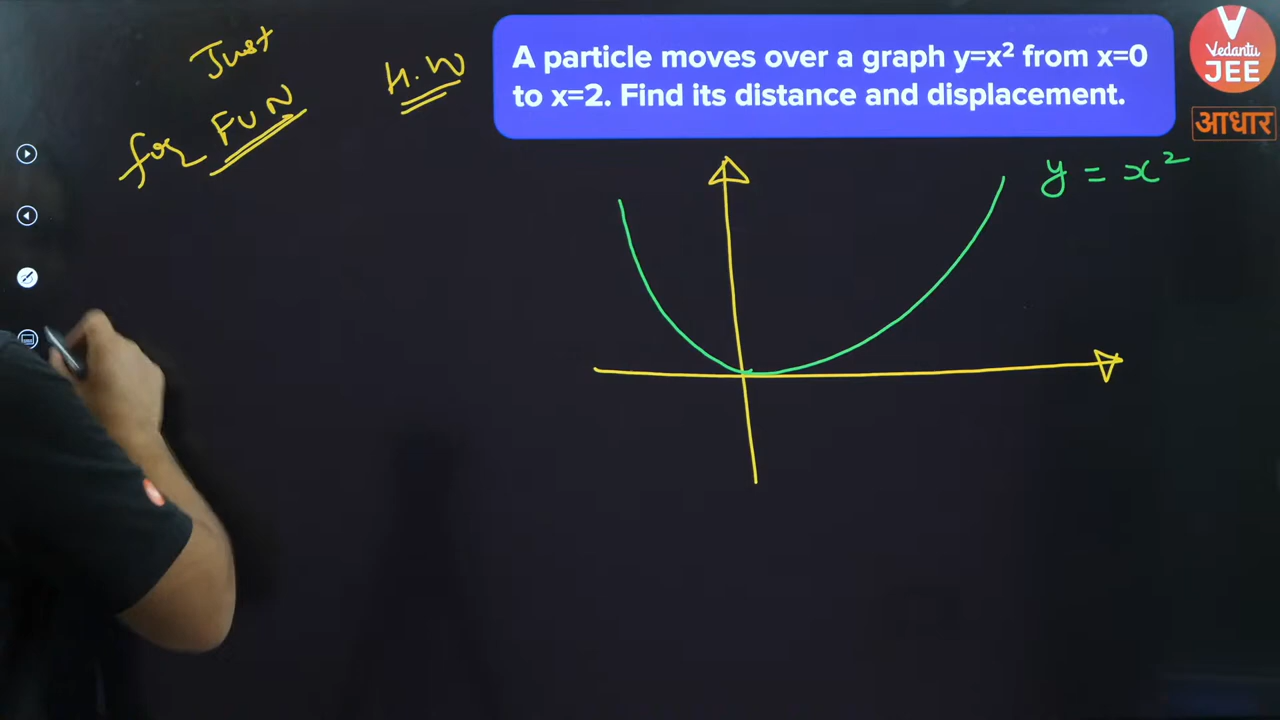 Just
for FUN
H.W
A particle moves over a graph y=x² from x=0
to x=2. Find its distance and displacement.
Vedantu
JEE
आधार
y = x²